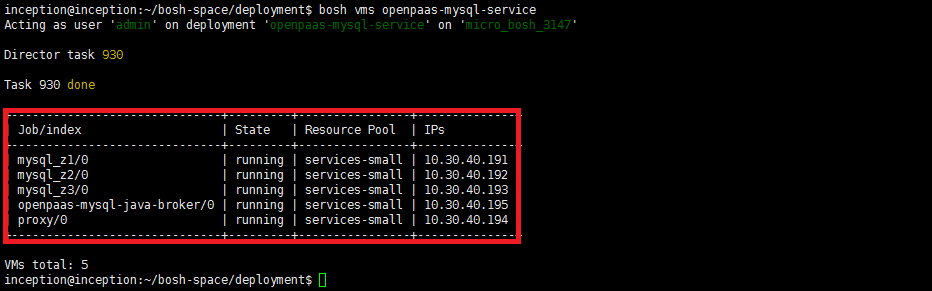 inception@inception:~/bosh-space/deployment$ bosh vms openpaas-mysql-service
Acting as user 'admin' on deployment 'openpaas-mysql-service' on 'micro_bosh_3147'
Director task 930
Task 930 done
+------------------------------+---------+----------------+--------------+
| Job/index                    | State   | Resource Pool  | IPs          |
+------------------------------+---------+----------------+--------------+
| mysql_z1/0                   | running | services-small | 10.30.40.191 |
| mysql_z2/0                   | running | services-small | 10.30.40.192 |
| mysql_z3/0                   | running | services-small | 10.30.40.193 |
| openpaas-mysql-java-broker/0 | running | services-small | 10.30.40.195 |
| proxy/0                      | running | services-small | 10.30.40.194 |
+------------------------------+---------+----------------+--------------+
VMs total: 5
inception@inception:~/bosh-space/deployment$